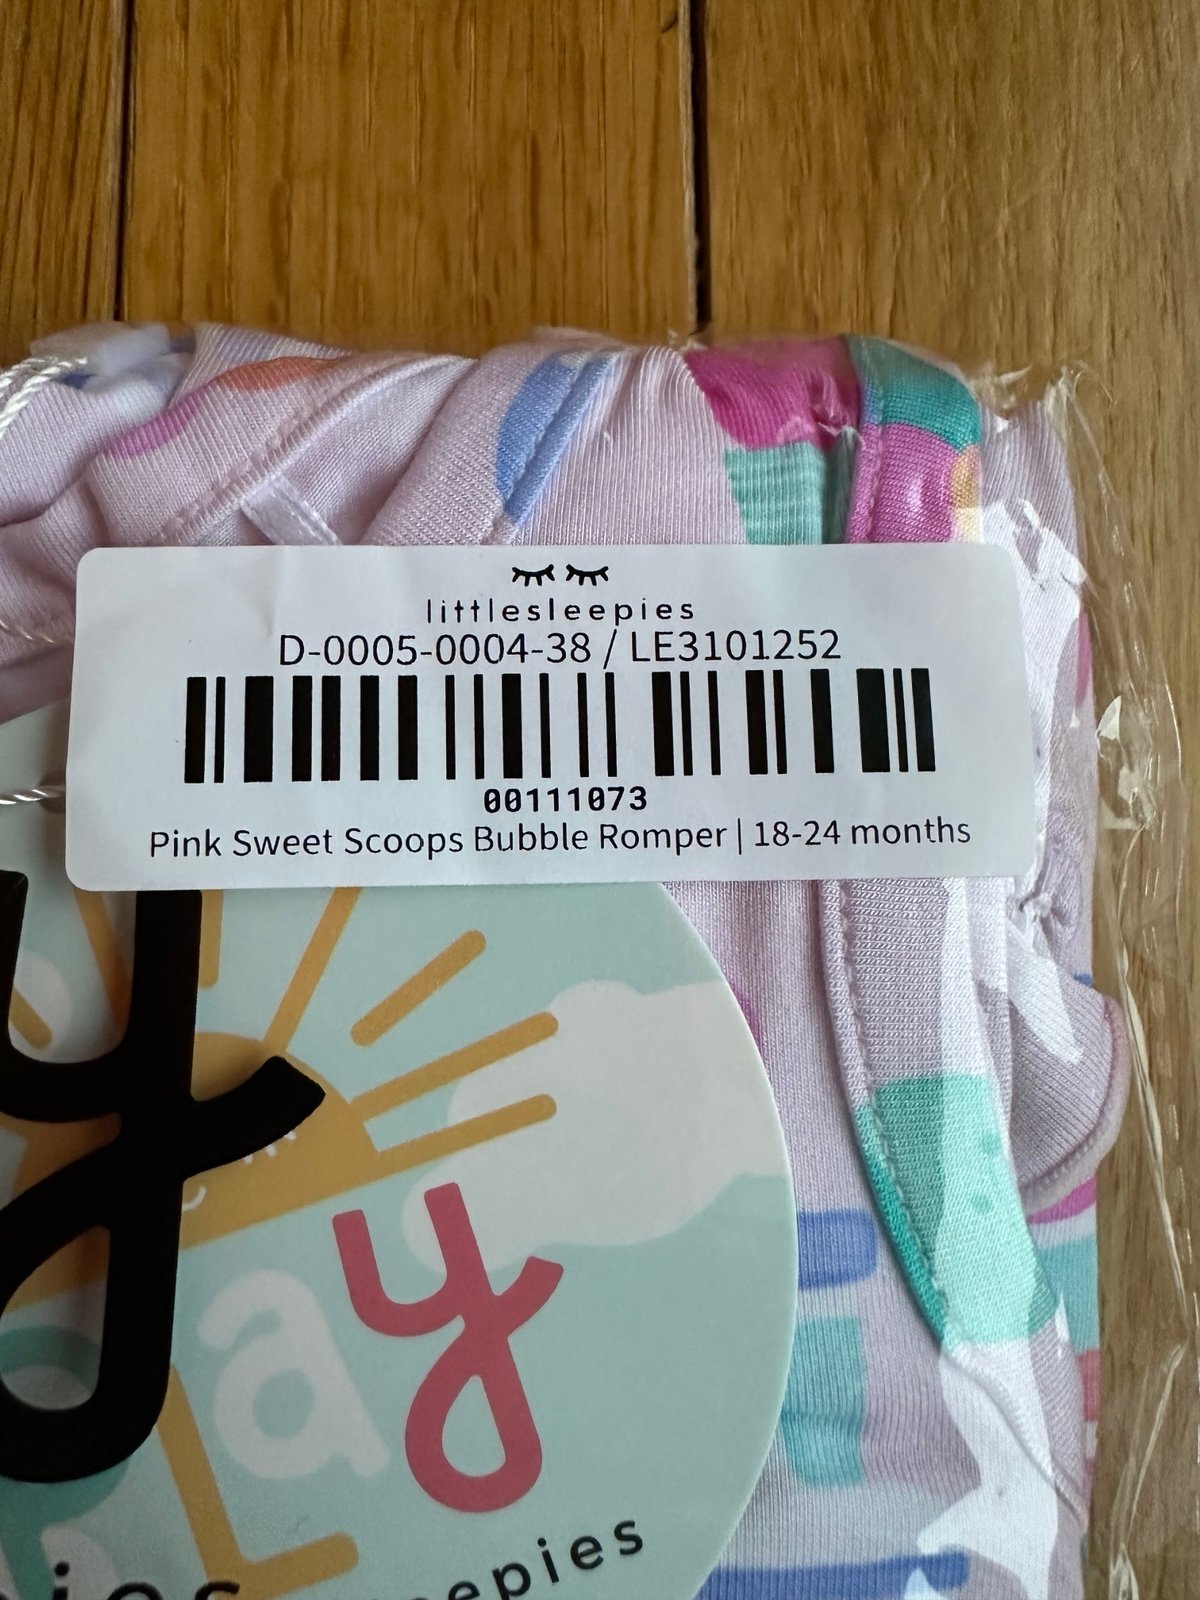 littlesleepies
D-0005-0004-38 / LE3101252
00111073
Pink Sweet Scoops Bubble Romper | 18-24 months
y
y
a